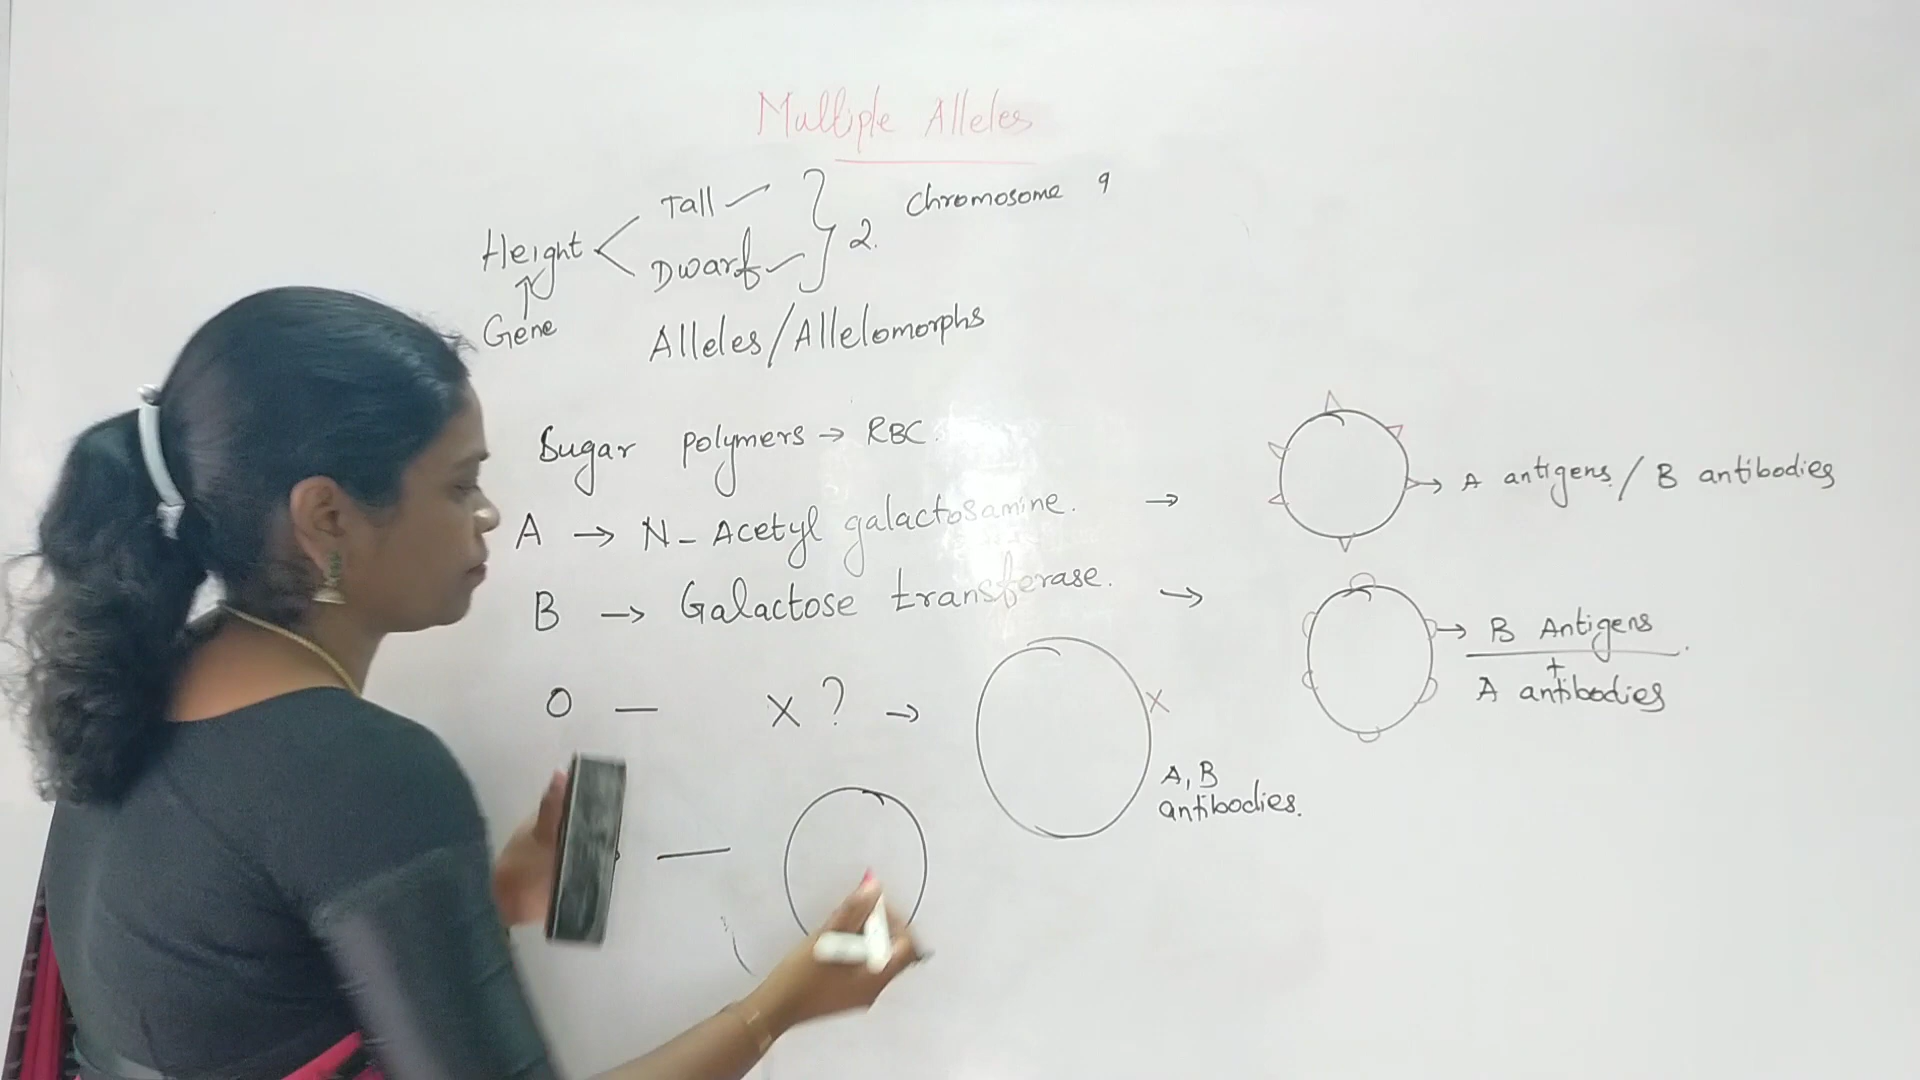 Multiple Alleles
Tall
Chromosome 9
Height
2.
Dwarf
Gene
Alleles/Allelomorphs
Sugar polymers → RBC.
A → N-Acetyl galactosamine. →
→ A antigens / B antibodies
B → Galactose transferase. →
→ B Antigens
+
A antibodies
O — X ? →
X
A, B
antibodies.
—